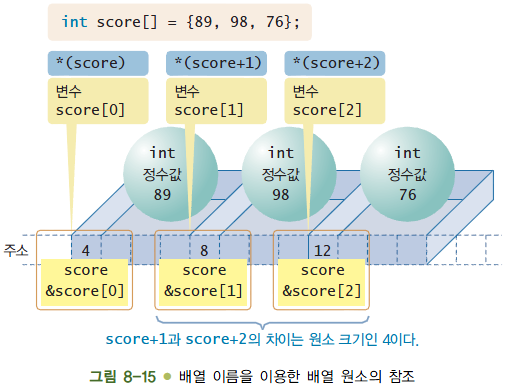 int score[] = {89, 98, 76};
*(score) *(score+1) *(score+2)
변수 변수 변수
score[0] score[1] score[2]
int int int
정수값 정수값 정수값
89 98 76
주소 4 8 12
score score score
&score[0] &score[1] &score[2]
score+1과 score+2의 차이는 원소 크기인 4이다.
그림 8-15 ● 배열 이름을 이용한 배열 원소의 참조